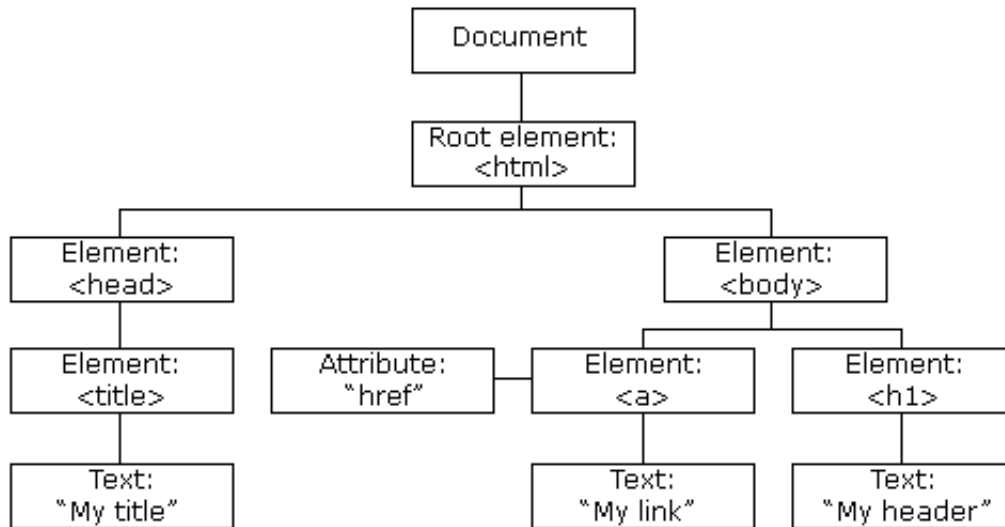 Document
Root element:
<html>
Element:
<head>
Element:
<body>
Element:
<title>
Attribute:
“href”
Element:
<a>
Element:
<h1>
Text:
“My title”
Text:
“My link”
Text:
“My header”